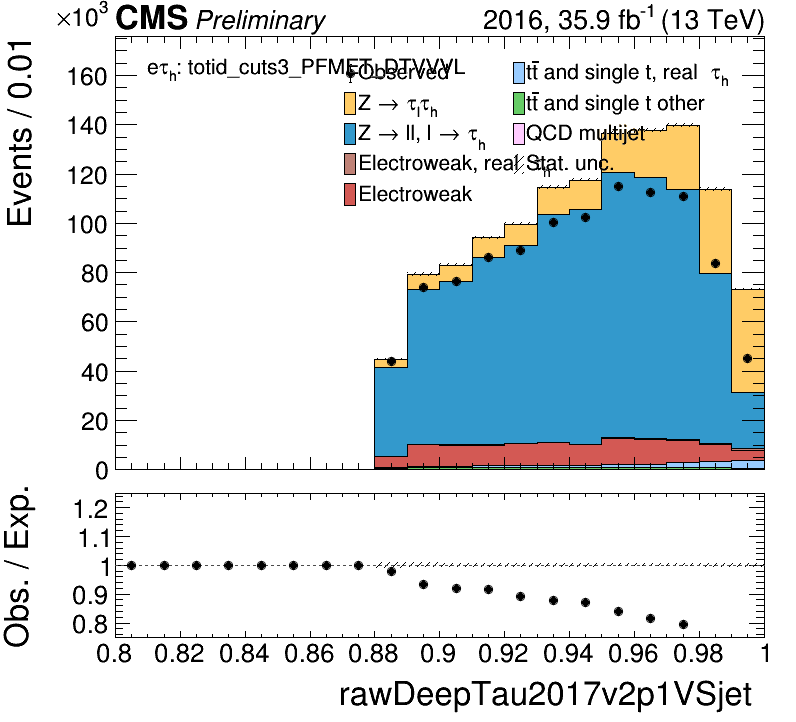 ×10³ CMS Preliminary 2016, 35.9 fb⁻¹ (13 TeV)
eτₕ: totid_cuts3_PFMET_DTVVVL
Observed
Z → τₗτₕ
Z → ll, l → τₕ
Electroweak, real τₕ
Electroweak
tt̄ and single t, real τₕ
tt̄ and single t other
QCD multijet
Stat. unc.
Events / 0.01
160
140
120
100
80
60
40
20
0
Obs. / Exp.
1.2
1.1
1
0.9
0.8
0.8 0.82 0.84 0.86 0.88 0.9 0.92 0.94 0.96 0.98 1
rawDeepTau2017v2p1VSjet